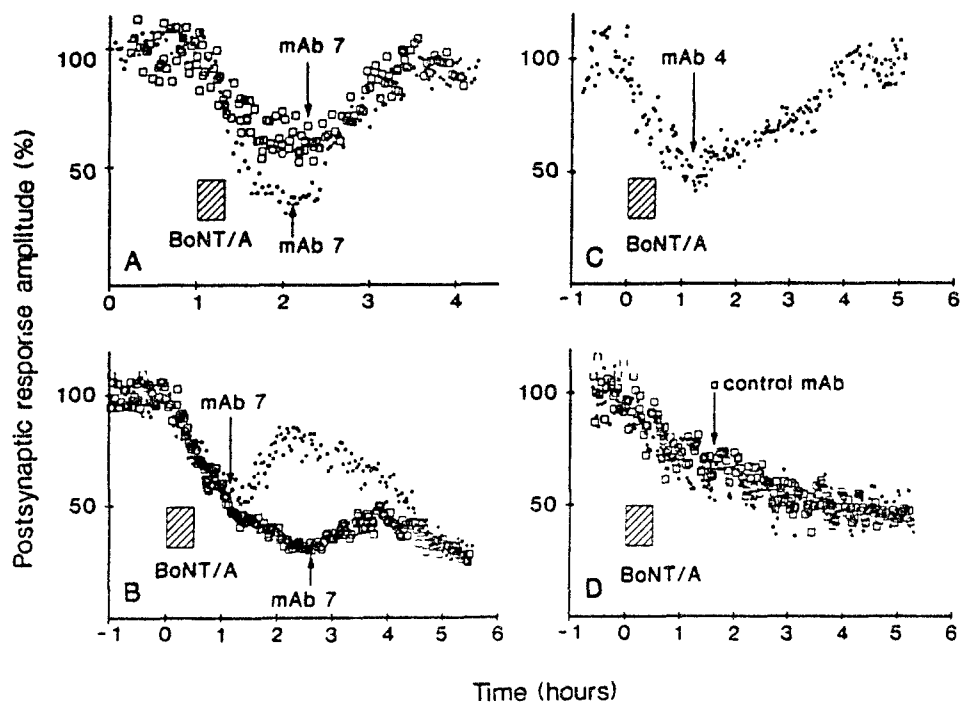 Postsynaptic response amplitude (%)
100
50
mAb 7
BoNT/A
mAb 7
A
0 1 2 3 4
100
50
mAb 4
BoNT/A
C
-1 0 1 2 3 4 5 6
100
50
mAb 7
BoNT/A
mAb 7
B
-1 0 1 2 3 4 5 6
100
50
control mAb
BoNT/A
D
-1 0 1 2 3 4 5 6
Time (hours)